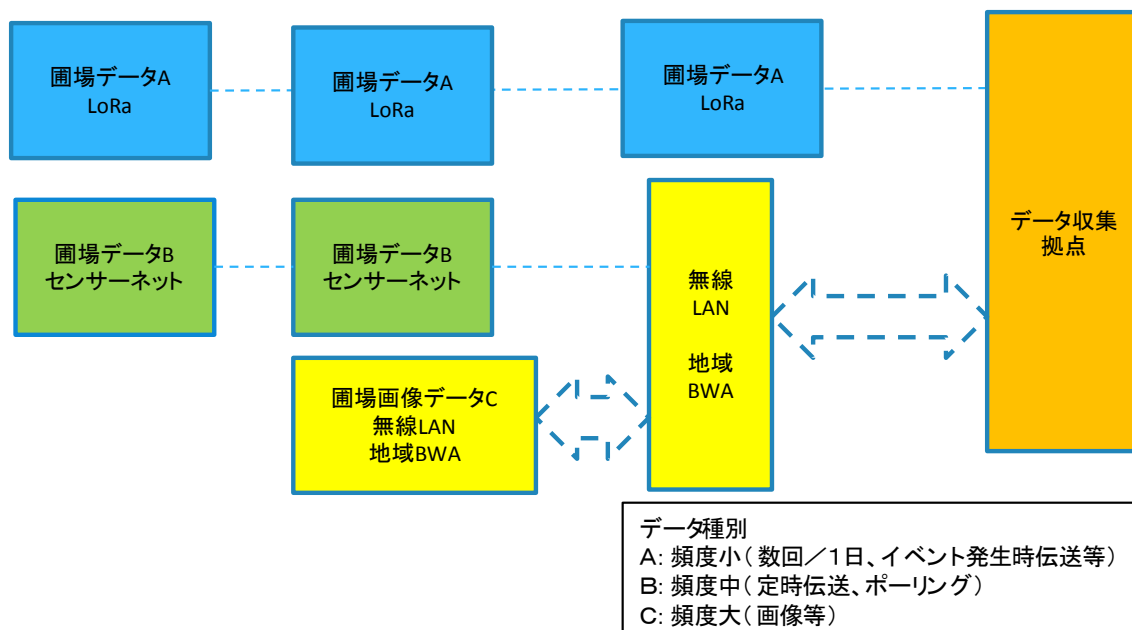 圃場データA
LoRa
圃場データA
LoRa
圃場データA
LoRa
データ収集
拠点
圃場データB
センサーネット
圃場データB
センサーネット
無線
LAN
地域
BWA
圃場画像データC
無線LAN
地域BWA
データ種別
A: 頻度小(数回／1日、イベント発生時伝送等)
B: 頻度中(定時伝送、ポーリング)
C: 頻度大(画像等)